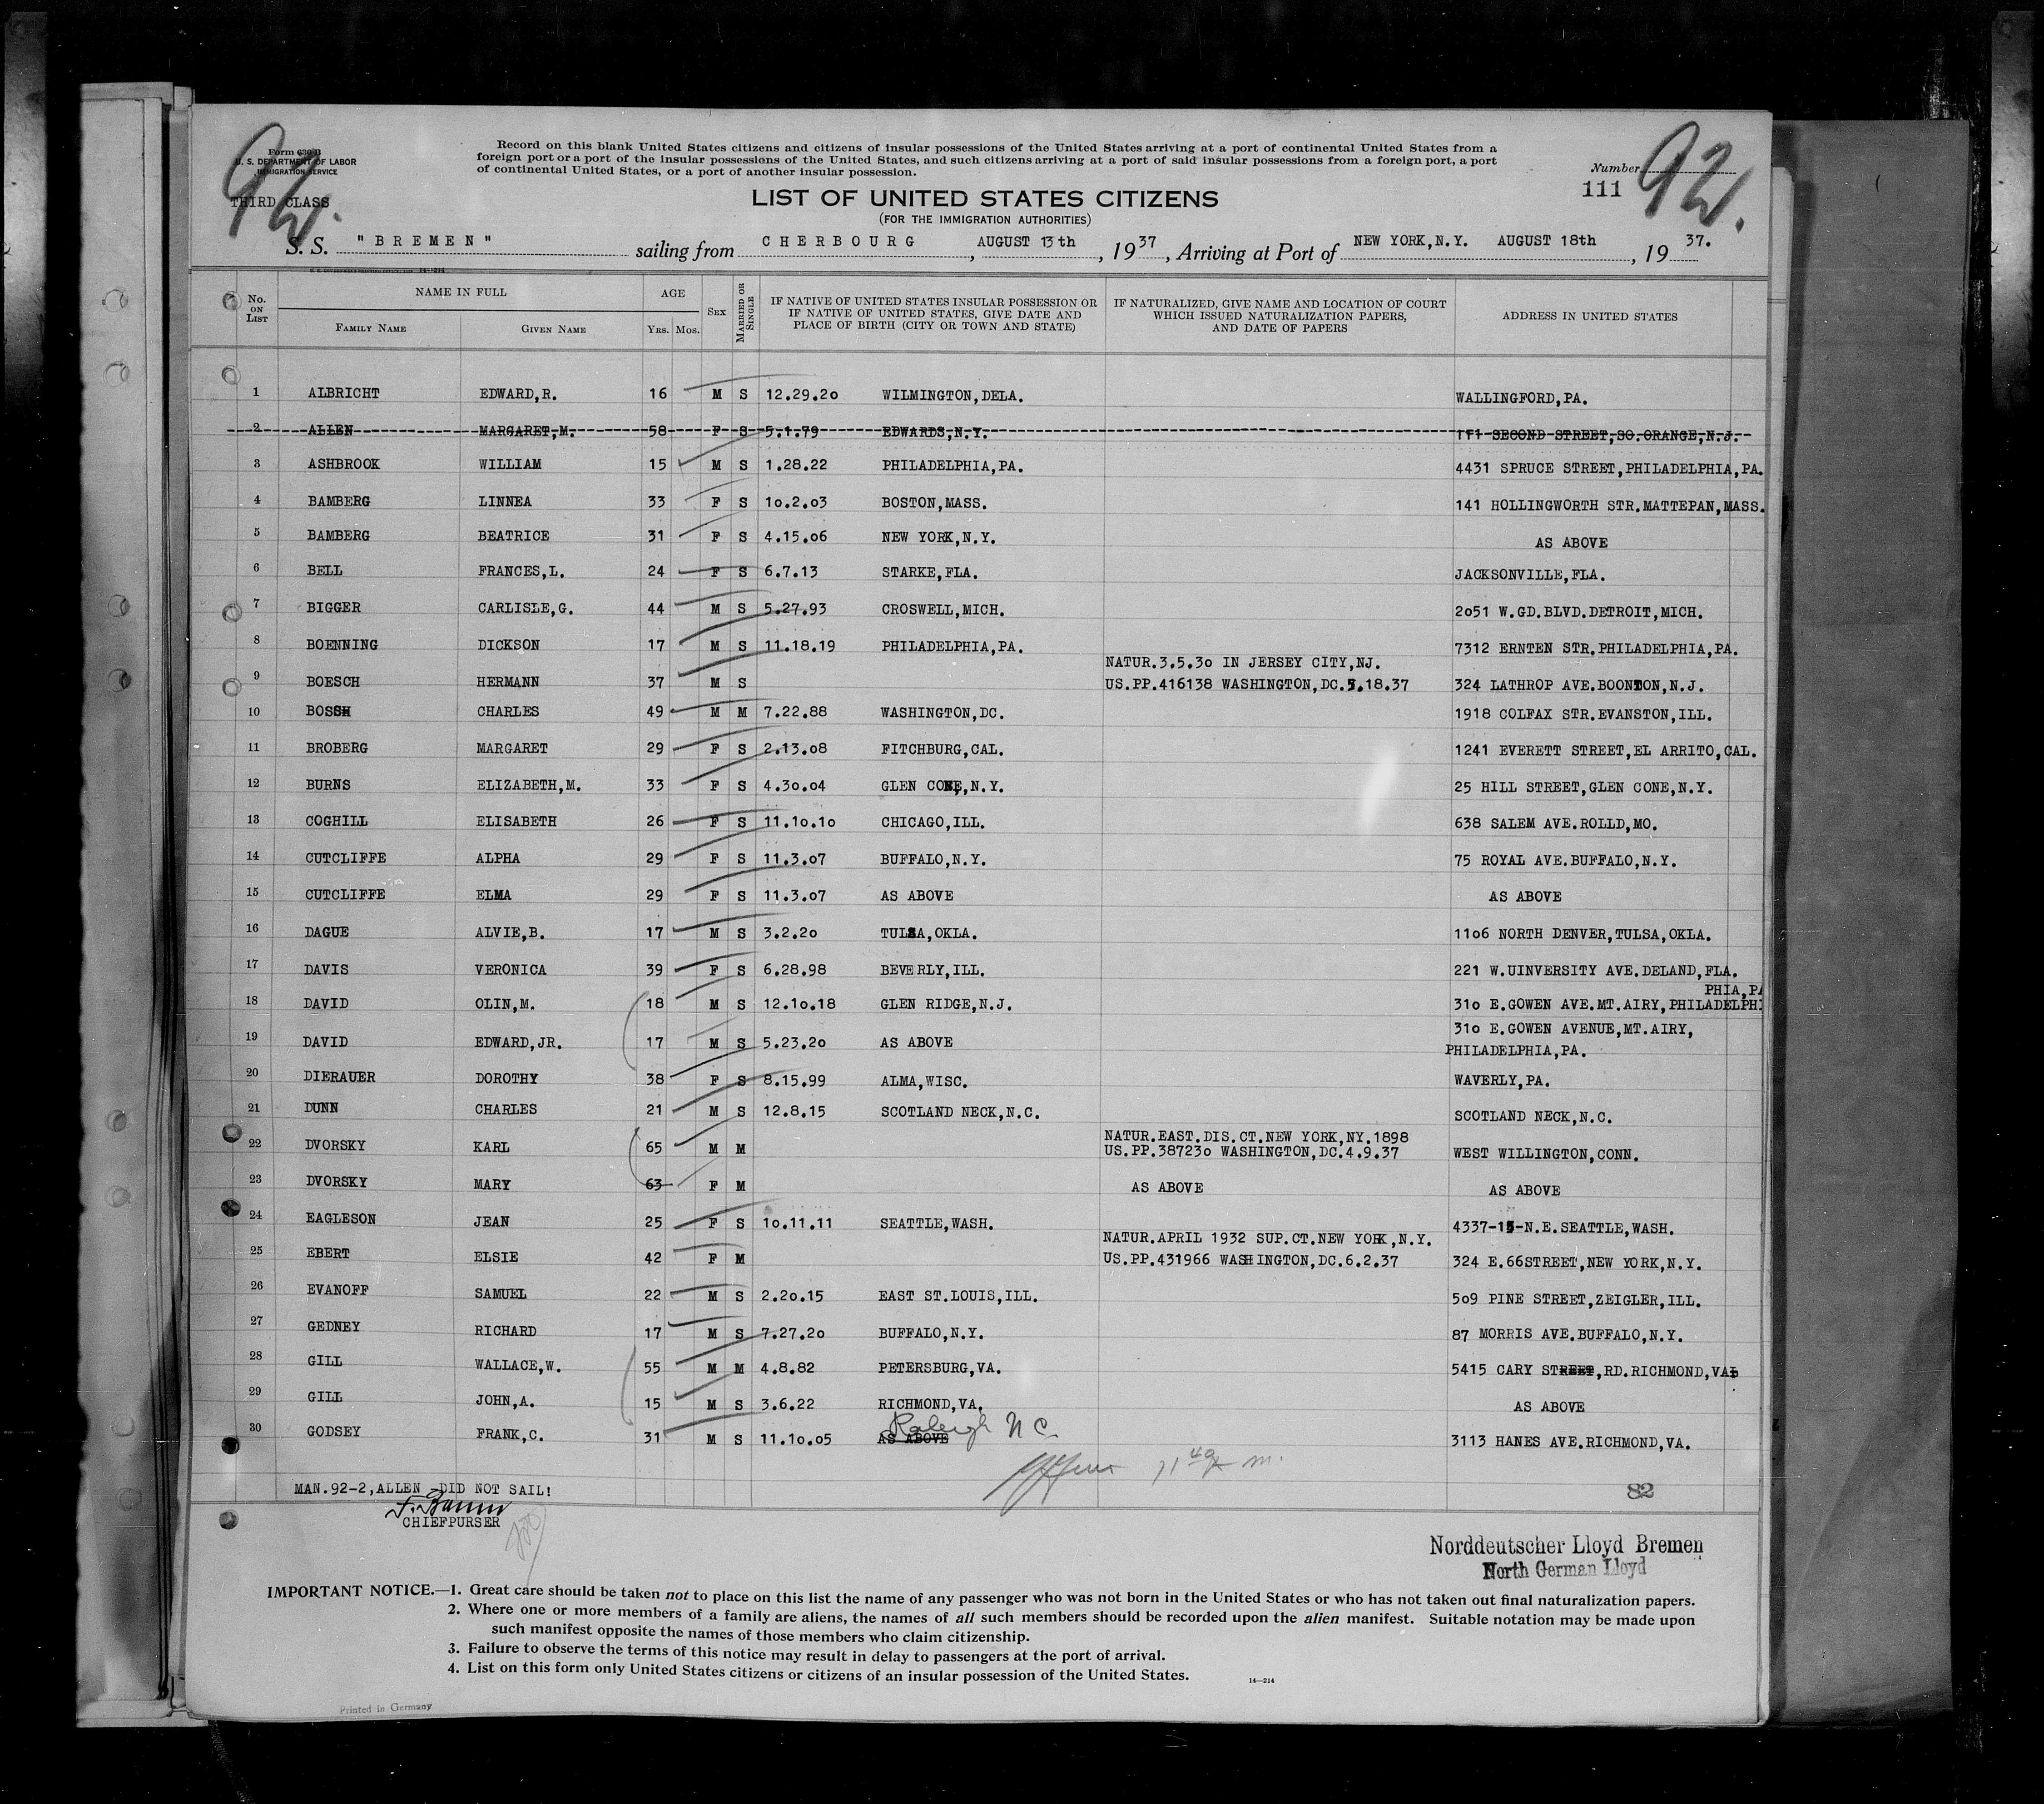 92.
Form 630-B
U. S. DEPARTMENT OF LABOR
IMMIGRATION SERVICE
THIRD CLASS
Record on this blank United States citizens and citizens of insular possessions of the United States arriving at a port of continental United States from a
foreign port or a port of the insular possessions of the United States, and such citizens arriving at a port of said insular possessions from a foreign port, a port
of continental United States, or a port of another insular possession.
Number
111
92.
LIST OF UNITED STATES CITIZENS
(FOR THE IMMIGRATION AUTHORITIES)
S. S. "BREMEN" sailing from CHERBOURG, AUGUST 13th, 1937, Arriving at Port of NEW YORK,N.Y. AUGUST 18th, 1937.
No. ON LIST NAME IN FULL FAMILY NAME GIVEN NAME AGE YRS. MOS. SEX MARRIED OR SINGLE IF NATIVE OF UNITED STATES INSULAR POSSESSION OR IF NATIVE OF UNITED STATES, GIVE DATE AND PLACE OF BIRTH (CITY OR TOWN AND STATE) IF NATURALIZED, GIVE NAME AND LOCATION OF COURT WHICH ISSUED NATURALIZATION PAPERS, AND DATE OF PAPERS ADDRESS IN UNITED STATES
1 ALBRICHT EDWARD,R. 16 M S 12.29.20 WILMINGTON,DELA. WALLINGFORD,PA.
2 ALLEN MARGARET,M. 58 F S 5.1.79 EDWARDS,N.Y. 171 SECOND STREET,SO.ORANGE,N.J.
3 ASHBROOK WILLIAM 15 M S 1.28.22 PHILADELPHIA,PA. 4431 SPRUCE STREET,PHILADELPHIA,PA.
4 BAMBERG LINNEA 33 F S 10.2.03 BOSTON,MASS. 141 HOLLINGWORTH STR.MATTEPAN,MASS.
5 BAMBERG BEATRICE 31 F S 4.15.06 NEW YORK,N.Y. AS ABOVE
6 BELL FRANCES,L. 24 F S 6.7.13 STARKE,FLA. JACKSONVILLE,FLA.
7 BIGGER CARLISLE,G. 44 M S 5.27.93 CROSWELL,MICH. 2051 W.GD.BLVD.DETROIT,MICH.
8 BOENNING DICKSON 17 M S 11.18.19 PHILADELPHIA,PA. 7312 ERNTEN STR.PHILADELPHIA,PA.
NATUR.3.5.30 IN JERSEY CITY,NJ.
9 BOESCH HERMANN 37 M S US.PP.416138 WASHINGTON,DC.5.18.37 324 LATHROP AVE.BOONTON,N.J.
10 BOSSH CHARLES 49 M M 7.22.88 WASHINGTON,DC. 1918 COLFAX STR.EVANSTON,ILL.
11 BROBERG MARGARET 29 F S 2.13.08 FITCHBURG,CAL. 1241 EVERETT STREET,EL ARRITO,CAL.
12 BURNS ELIZABETH,M. 33 F S 4.30.04 GLEN CONE,N.Y. 25 HILL STREET,GLEN CONE,N.Y.
13 COGHILL ELISABETH 26 F S 11.10.10 CHICAGO,ILL. 638 SALEM AVE.ROLLD,MO.
14 CUTCLIFFE ALPHA 29 F S 11.3.07 BUFFALO,N.Y. 75 ROYAL AVE.BUFFALO,N.Y.
15 CUTCLIFFE ELMA 29 F S 11.3.07 AS ABOVE AS ABOVE
16 DAGUE ALVIE,B. 17 M S 3.2.20 TULSA,OKLA. 1106 NORTH DENVER,TULSA,OKLA.
17 DAVIS VERONICA 39 F S 6.28.98 BEVERLY,ILL. 221 W.UINVERSITY AVE.DELAND,FLA.
PHIA,PA
18 DAVID OLIN,M. 18 M S 12.10.18 GLEN RIDGE,N.J. 310 E.GOWEN AVE.MT.AIRY,PHILADELPHI
310 E.GOWEN AVENUE,MT.AIRY,
19 DAVID EDWARD,JR. 17 M S 5.23.20 AS ABOVE PHILADELPHIA,PA.
20 DIERAUER DOROTHY 38 F S 8.15.99 ALMA,WISC. WAVERLY,PA.
21 DUNN CHARLES 21 M S 12.8.15 SCOTLAND NECK,N.C. SCOTLAND NECK,N.C.
NATUR.EAST.DIS.CT.NEW YORK,NY.1898
22 DVORSKY KARL 65 M M US.PP.387230 WASHINGTON,DC.4.9.37 WEST WILLINGTON,CONN.
23 DVORSKY MARY 63 F M AS ABOVE AS ABOVE
24 EAGLESON JEAN 25 F S 10.11.11 SEATTLE,WASH. 4337-15-N.E.SEATTLE,WASH.
NATUR.APRIL 1932 SUP.CT.NEW YORK,N.Y.
25 EBERT ELSIE 42 F M US.PP.431966 WASHINGTON,DC.6.2.37 324 E.66STREET,NEW YORK,N.Y.
26 EVANOFF SAMUEL 22 M S 2.20.15 EAST ST.LOUIS,ILL. 509 PINE STREET,ZEIGLER,ILL.
27 GEDNEY RICHARD 17 M S 7.27.20 BUFFALO,N.Y. 87 MORRIS AVE.BUFFALO,N.Y.
28 GILL WALLACE,W. 55 M M 4.8.82 PETERSBURG,VA. 5415 CARY STREET,RD.RICHMOND,VA
29 GILL JOHN,A. 15 M S 3.6.22 RICHMOND,VA. AS ABOVE
Raleigh N C.
30 GODSEY FRANK,C. 31 M S 11.10.05 AS ABOVE 3113 HANES AVE.RICHMOND,VA.
MAN.92-2,ALLEN DID NOT SAIL!
82
CHIEFPURSER
Norddeutscher Lloyd Bremen
North German Lloyd
IMPORTANT NOTICE.—1. Great care should be taken not to place on this list the name of any passenger who was not born in the United States or who has not taken out final naturalization papers.
2. Where one or more members of a family are aliens, the names of all such members should be recorded upon the alien manifest. Suitable notation may be made upon
such manifest opposite the names of those members who claim citizenship.
3. Failure to observe the terms of this notice may result in delay to passengers at the port of arrival.
4. List on this form only United States citizens or citizens of an insular possession of the United States.
14—214
Printed in Germany